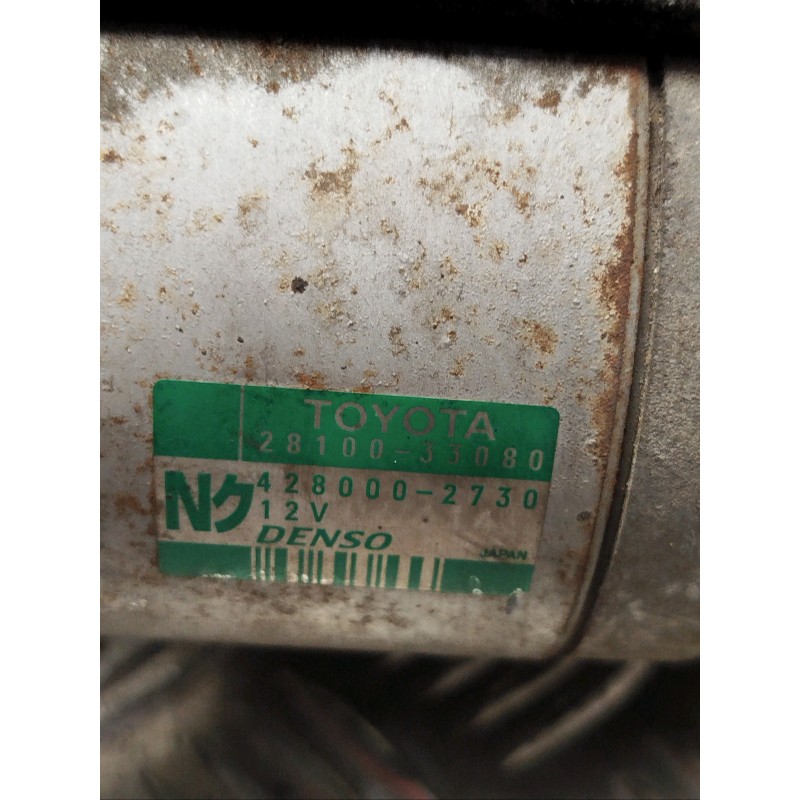 TOYOTA
28100-33080
Nク
428000-2730
12V
DENSO
JAPAN